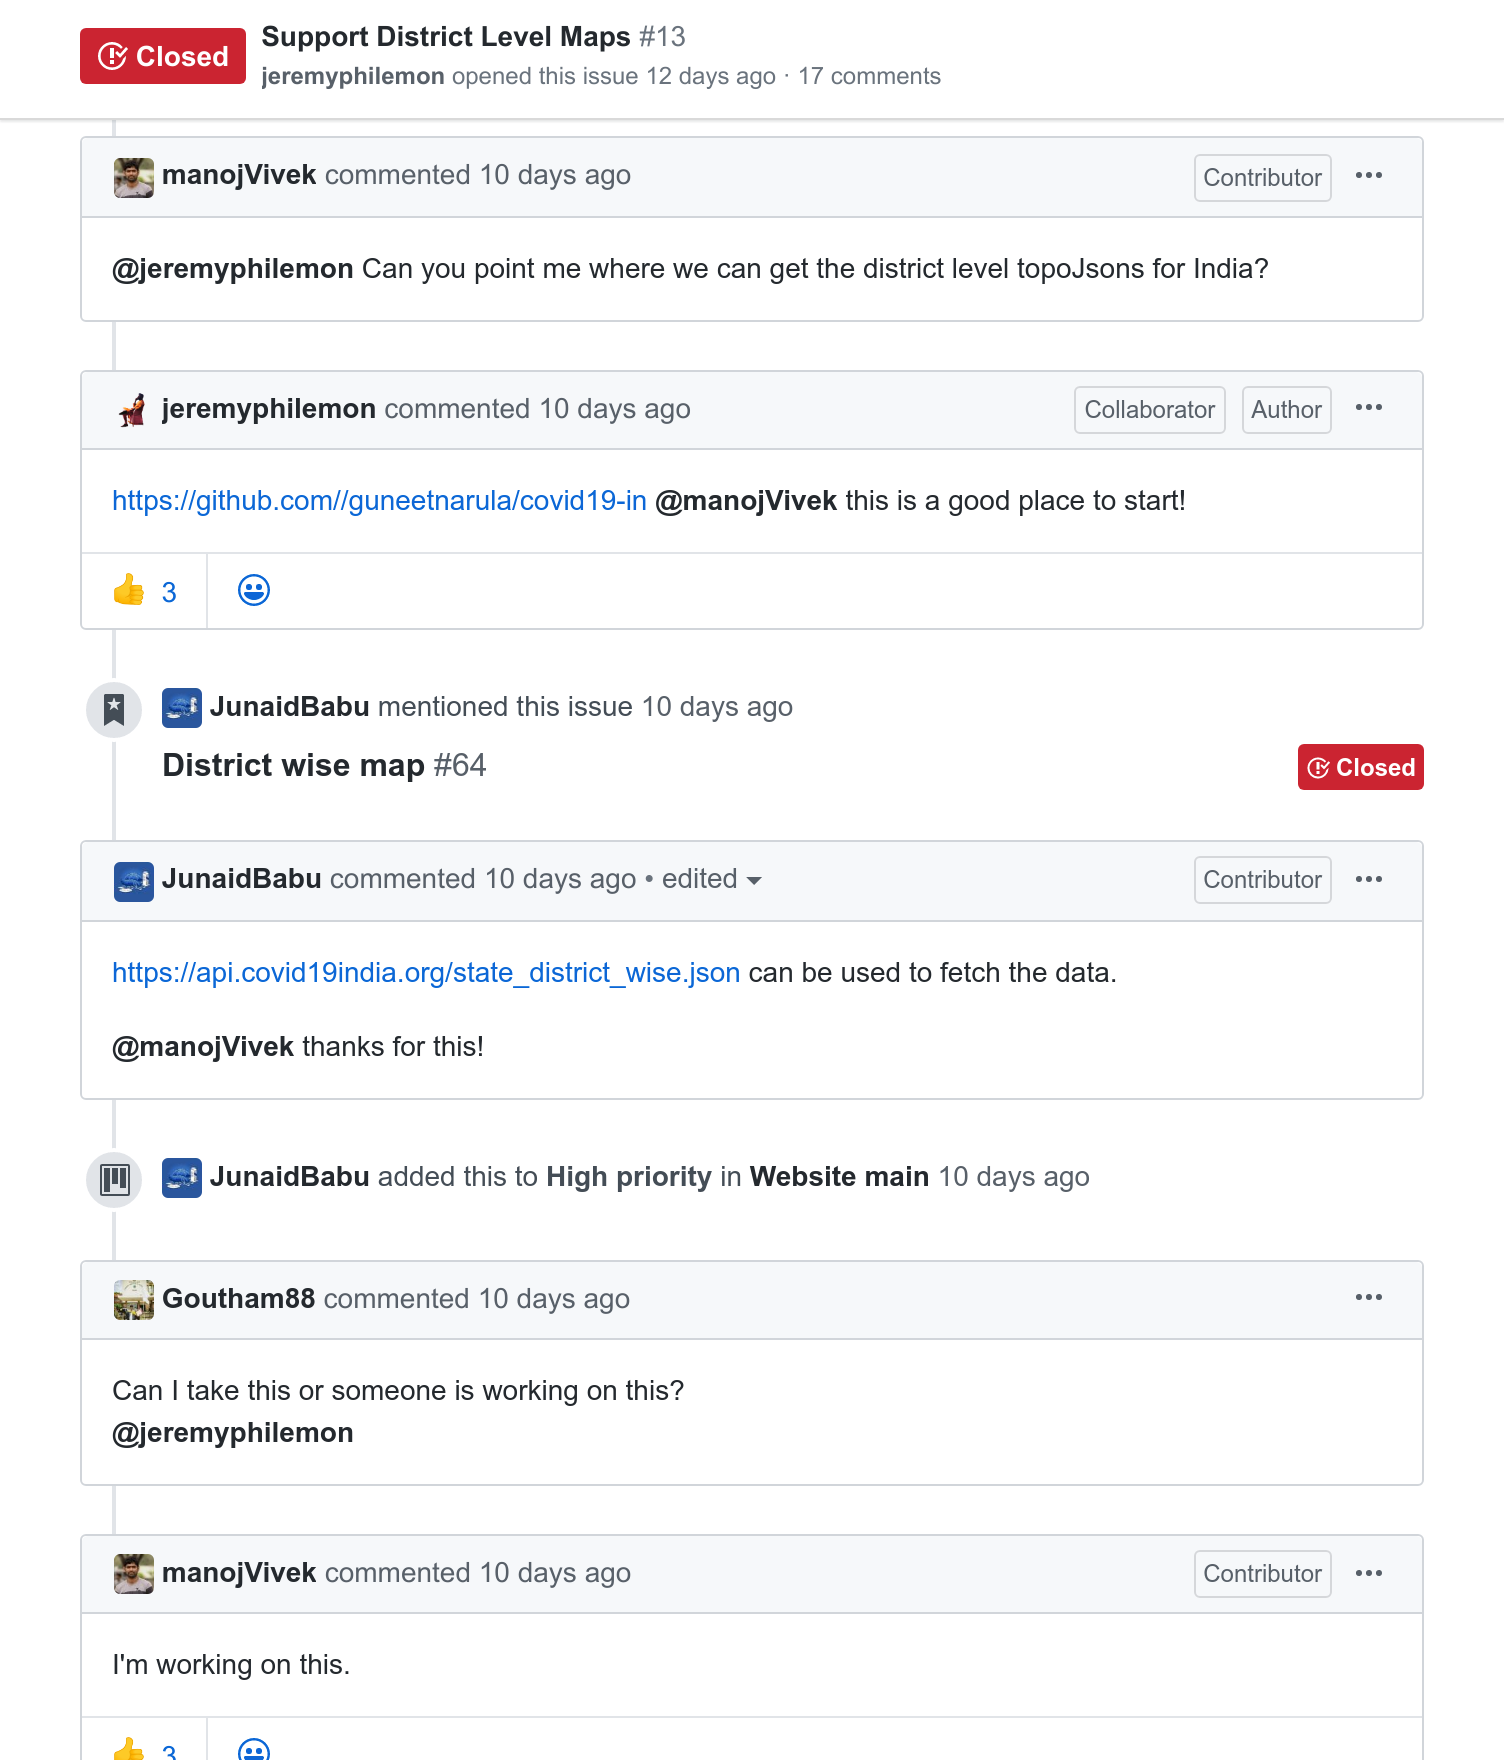 Closed
Support District Level Maps #13
jeremyphilemon opened this issue 12 days ago · 17 comments
manojVivek commented 10 days ago Contributor
@jeremyphilemon Can you point me where we can get the district level topoJsons for India?
jeremyphilemon commented 10 days ago Collaborator Author
https://github.com//guneetnarula/covid19-in @manojVivek this is a good place to start!
3
JunaidBabu mentioned this issue 10 days ago
District wise map #64 Closed
JunaidBabu commented 10 days ago • edited Contributor
https://api.covid19india.org/state_district_wise.json can be used to fetch the data.
@manojVivek thanks for this!
JunaidBabu added this to High priority in Website main 10 days ago
Goutham88 commented 10 days ago
Can I take this or someone is working on this?
@jeremyphilemon
manojVivek commented 10 days ago Contributor
I'm working on this.
3